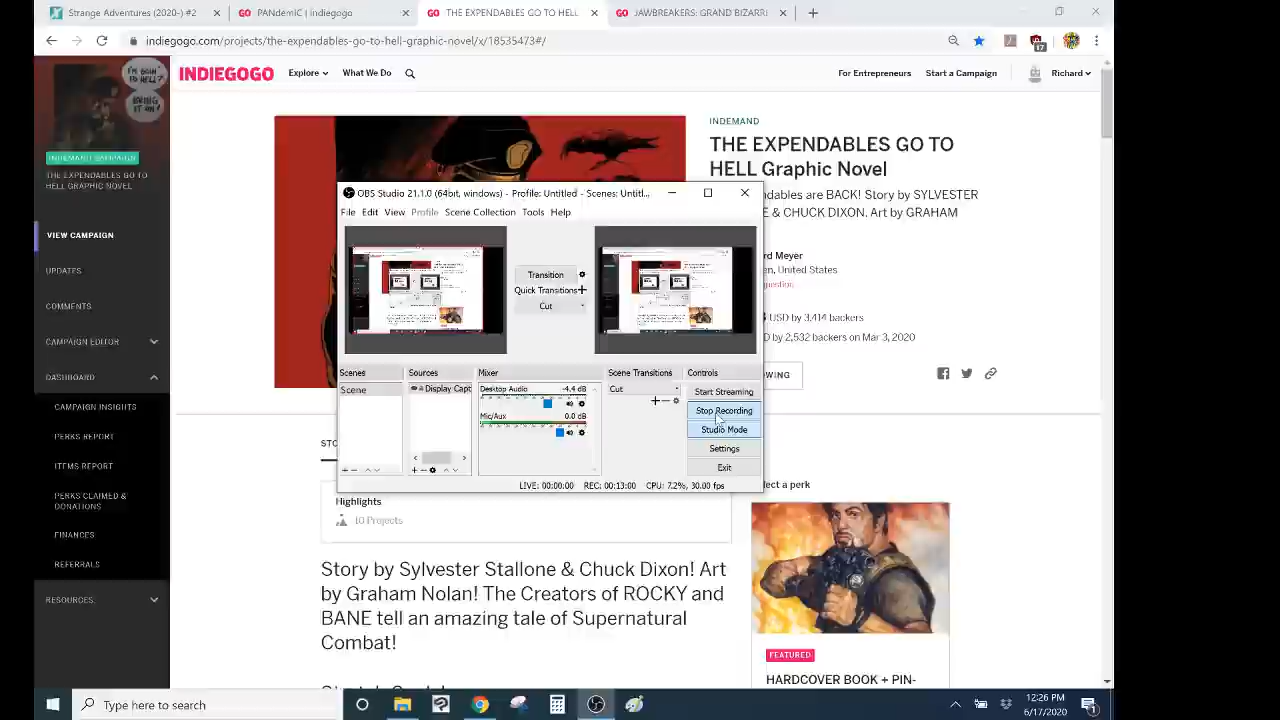 Strange Adventures (2020-) #2
PANdemIC | Indiegogo
THE EXPENDABLES GO TO HELL
JAWBREAKERS: GRAND BIZARRE
indiegogo.com/projects/the-expendables-go-to-hell-graphic-novel/x/18535473#/
17
I'M GOIN' TO HELL?
BRING IT ON!
INDEMAND CAMPAIGN
THE EXPENDABLES GO TO
HELL GRAPHIC NOVEL
VIEW CAMPAIGN
UPDATES
COMMENTS
CAMPAIGN EDITOR
DASHBOARD
CAMPAIGN INSIGHTS
PERKS REPORT
ITEMS REPORT
PERKS CLAIMED &
DONATIONS
FINANCES
REFERRALS
RESOURCES
INDIEGOGO
Explore
What We Do
For Entrepreneurs
Start a Campaign
Richard
INDEMAND
THE EXPENDABLES GO TO
HELL Graphic Novel
ndables are BACK! Story by SYLVESTER
E & CHUCK DIXON. Art by GRAHAM
rd Meyer
en, United States
question
USD by 3,414 backers
USD by 2,532 backers on Mar 3, 2020
WING
OBS Studio 21.1.0 (64bit, windows) - Profile: Untitled - Scenes: Untitl...
File Edit View Profile Scene Collection Tools Help
Transition
Quick Transitions
Cut
Scenes
Sources
Mixer
Scene Transitions
Controls
Scene
Display Capt
Desktop Audio -4.4 dB
Mic/Aux 0.0 dB
Cut
Start Streaming
Stop Recording
Studio Mode
Settings
Exit
LIVE: 00:00:00
REC: 00:13:00
CPU: 7.2%, 30.00 fps
STO
Highlights
10 Projects
Story by Sylvester Stallone & Chuck Dixon! Art
by Graham Nolan! The Creators of ROCKY and
BANE tell an amazing tale of Supernatural
Combat!
lect a perk
FEATURED
HARDCOVER BOOK + PIN-
Type here to search
12:26 PM
6/17/2020
1